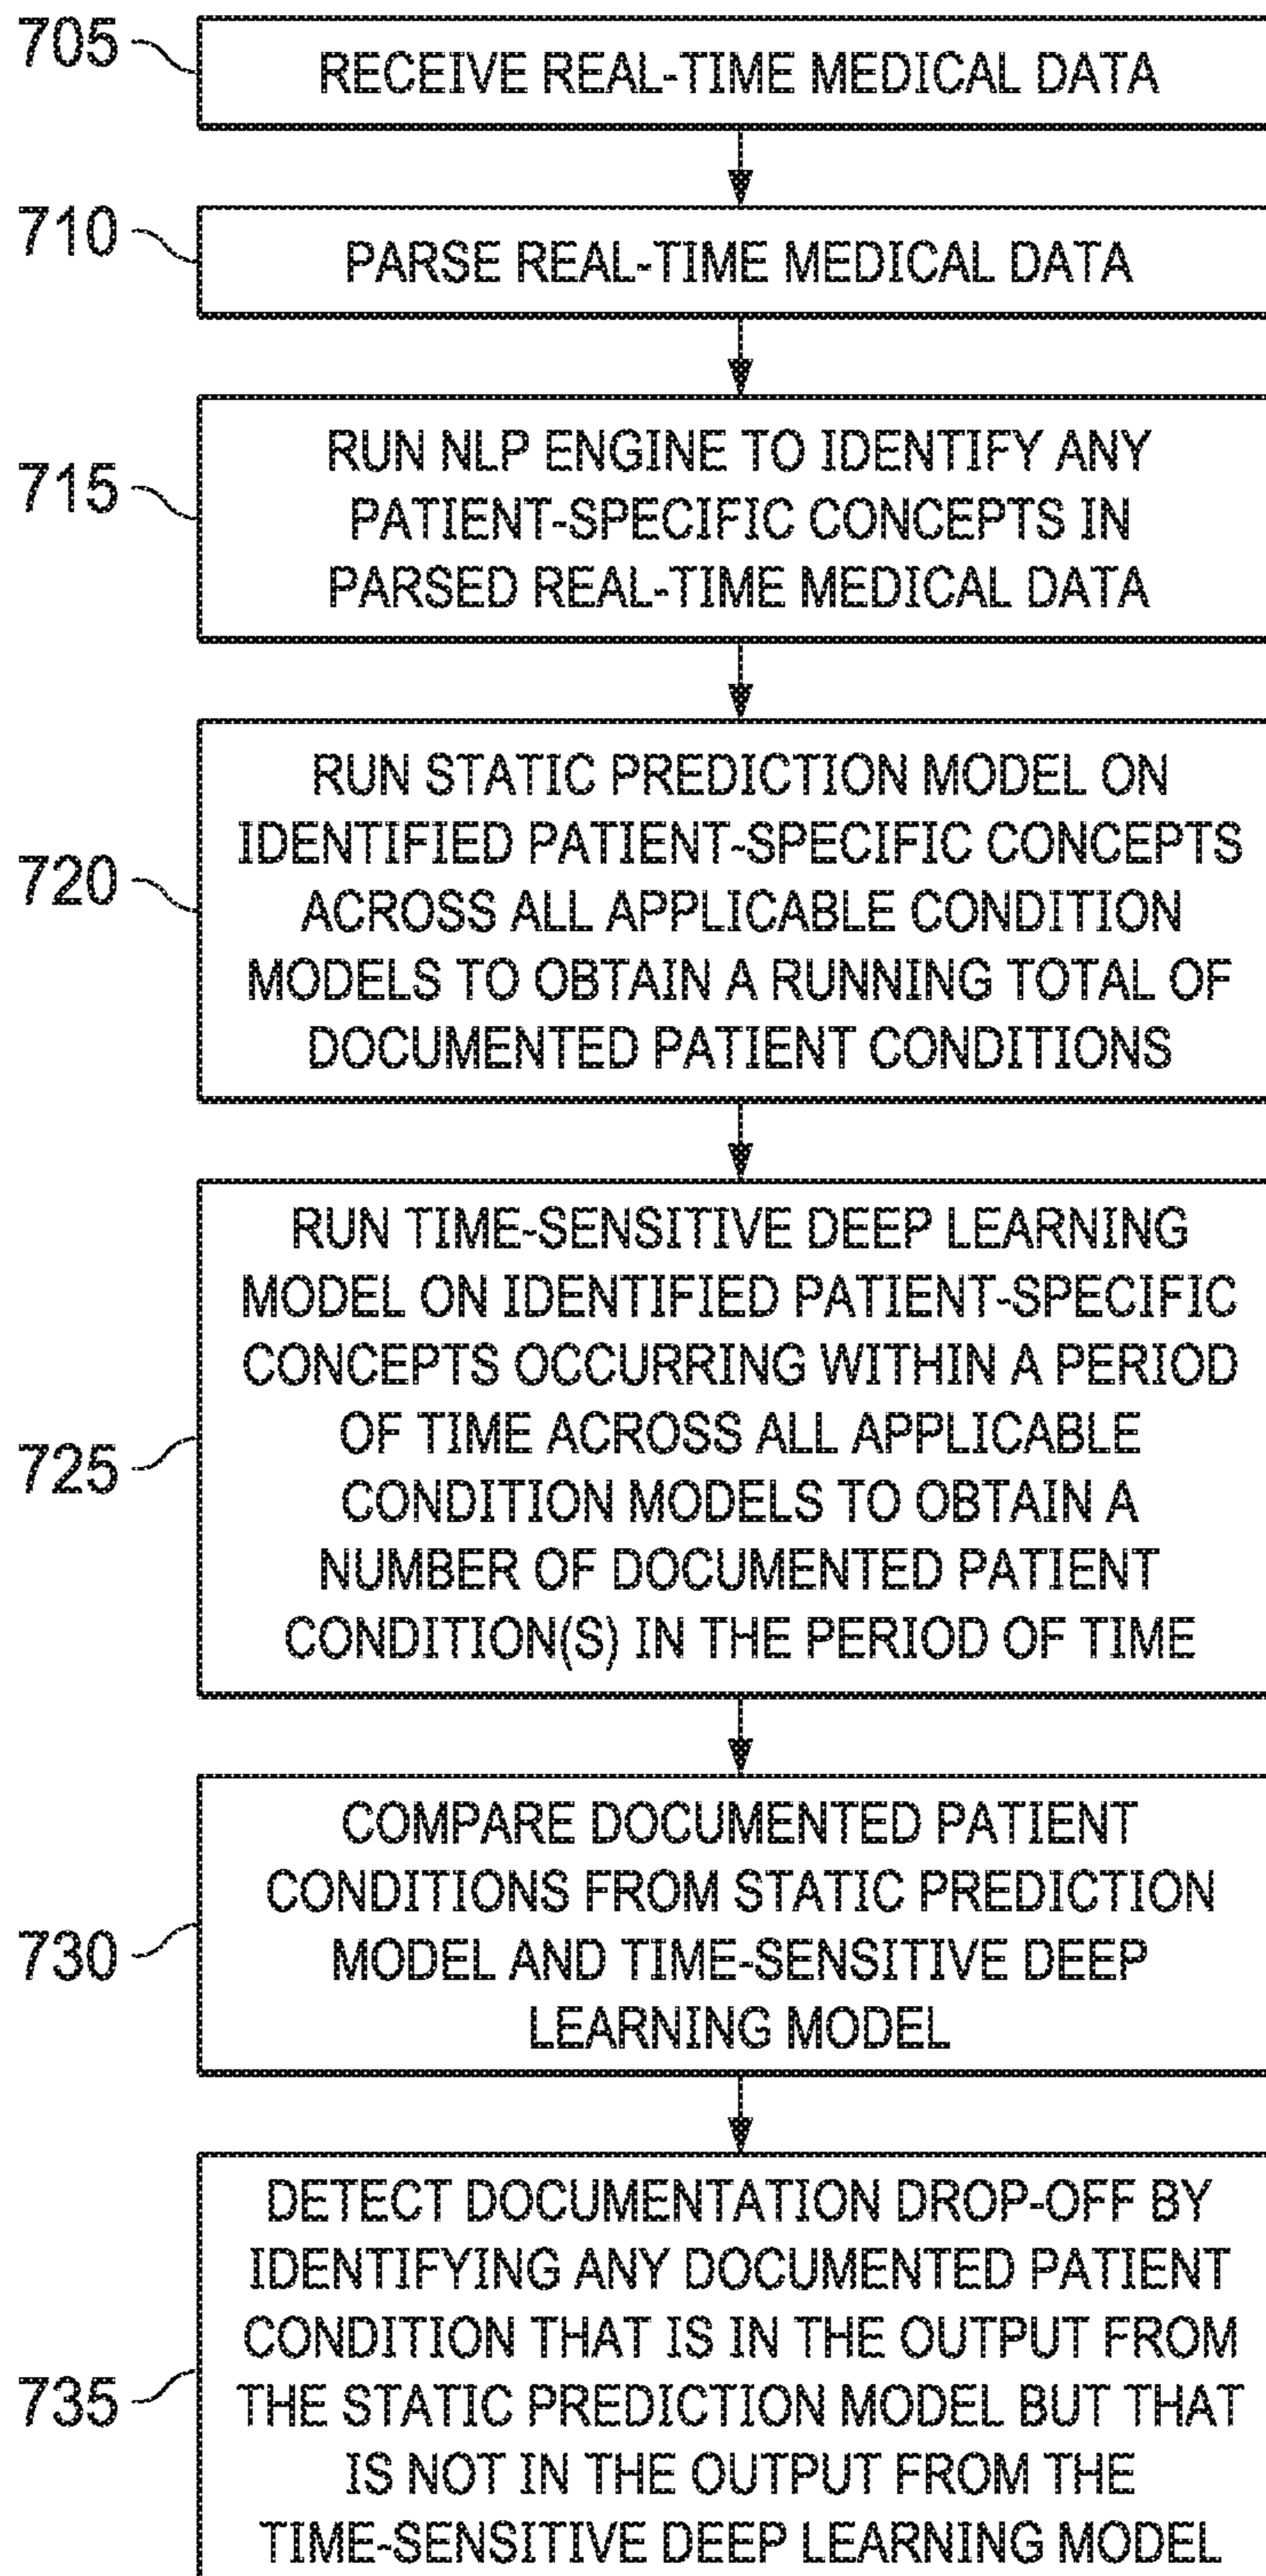 705
RECEIVE REAL-TIME MEDICAL DATA
710
PARSE REAL-TIME MEDICAL DATA
715
RUN NLP ENGINE TO IDENTIFY ANY
PATIENT-SPECIFIC CONCEPTS IN
PARSED REAL-TIME MEDICAL DATA
720
RUN STATIC PREDICTION MODEL ON
IDENTIFIED PATIENT-SPECIFIC CONCEPTS
ACROSS ALL APPLICABLE CONDITION
MODELS TO OBTAIN A RUNNING TOTAL OF
DOCUMENTED PATIENT CONDITIONS
725
RUN TIME-SENSITIVE DEEP LEARNING
MODEL ON IDENTIFIED PATIENT-SPECIFIC
CONCEPTS OCCURRING WITHIN A PERIOD
OF TIME ACROSS ALL APPLICABLE
CONDITION MODELS TO OBTAIN A
NUMBER OF DOCUMENTED PATIENT
CONDITION(S) IN THE PERIOD OF TIME
730
COMPARE DOCUMENTED PATIENT
CONDITIONS FROM STATIC PREDICTION
MODEL AND TIME-SENSITIVE DEEP
LEARNING MODEL
735
DETECT DOCUMENTATION DROP-OFF BY
IDENTIFYING ANY DOCUMENTED PATIENT
CONDITION THAT IS IN THE OUTPUT FROM
THE STATIC PREDICTION MODEL BUT THAT
IS NOT IN THE OUTPUT FROM THE
TIME-SENSITIVE DEEP LEARNING MODEL